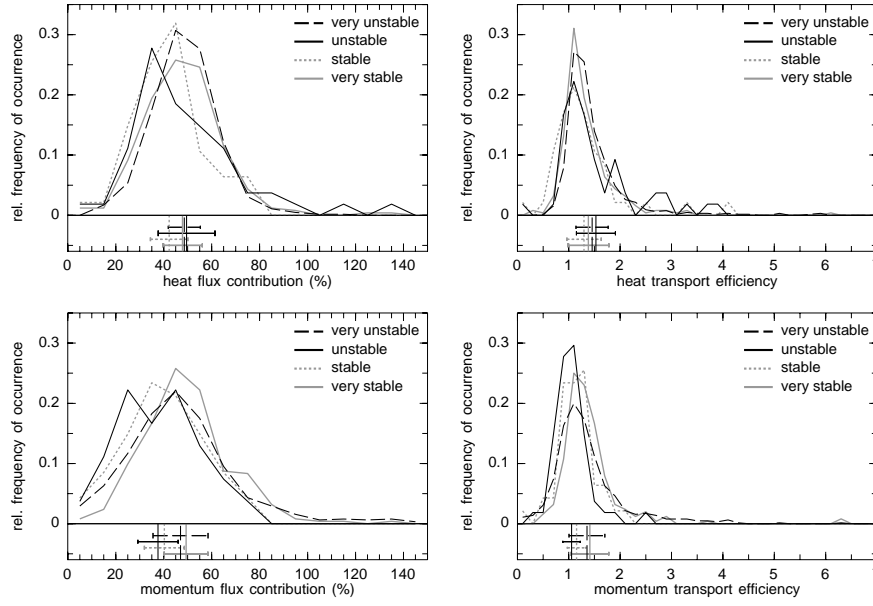 rel. frequency of occurrence
0.3
0.2
0.1
0
very unstable
unstable
stable
very stable
0 20 40 60 80 100 120 140
heat flux contribution (%)
rel. frequency of occurrence
0.3
0.2
0.1
0
very unstable
unstable
stable
very stable
0 1 2 3 4 5 6 7
heat transport efficiency
rel. frequency of occurrence
0.3
0.2
0.1
0
very unstable
unstable
stable
very stable
0 20 40 60 80 100 120 140
momentum flux contribution (%)
rel. frequency of occurrence
0.3
0.2
0.1
0
very unstable
unstable
stable
very stable
0 1 2 3 4 5 6 7
momentum transport efficiency